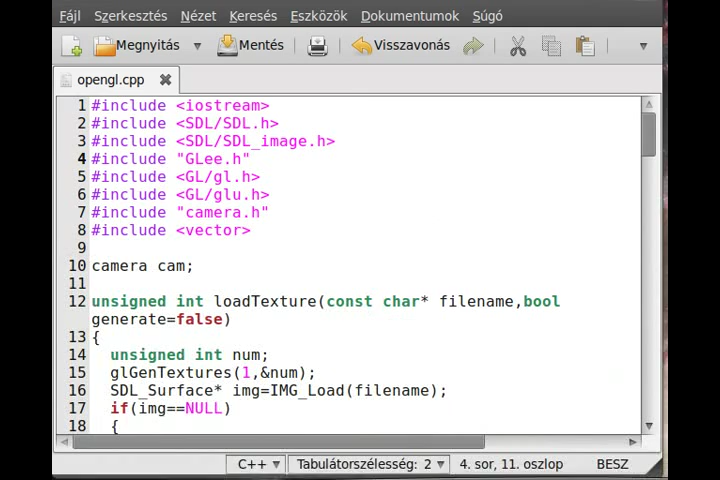 Fájl Szerkesztés Nézet Keresés Eszközök Dokumentumok Súgó
Megnyitás Mentés Visszavonás
opengl.cpp
1 #include <iostream>
2 #include <SDL/SDL.h>
3 #include <SDL/SDL_image.h>
4 #include "GLee.h"
5 #include <GL/gl.h>
6 #include <GL/glu.h>
7 #include "camera.h"
8 #include <vector>
9
10 camera cam;
11
12 unsigned int loadTexture(const char* filename,bool
generate=false)
13 {
14 unsigned int num;
15 glGenTextures(1,&num);
16 SDL_Surface* img=IMG_Load(filename);
17 if(img==NULL)
18 {
C++ Tabulátorszélesség: 2 4. sor, 11. oszlop BESZ